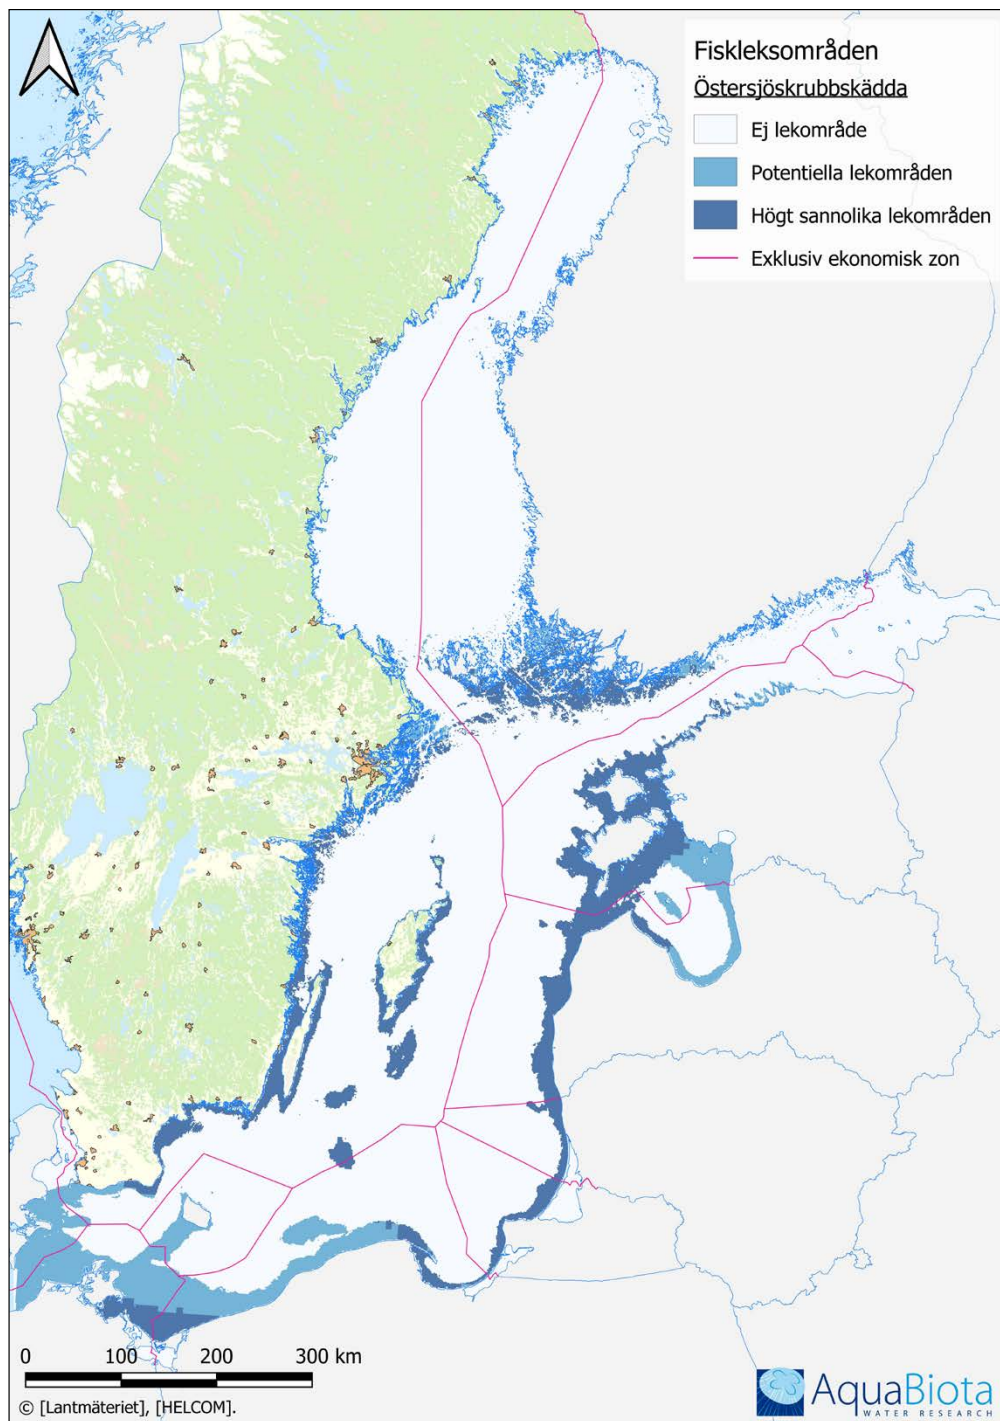 Fiskleksområden
Östersjöskrubbskädda
Ej lekområde
Potentiella lekområden
Högt sannolika lekområden
Exklusiv ekonomisk zon
0 100 200 300 km
© [Lantmäteriet], [HELCOM].
AquaBiota
WATER RESEARCH